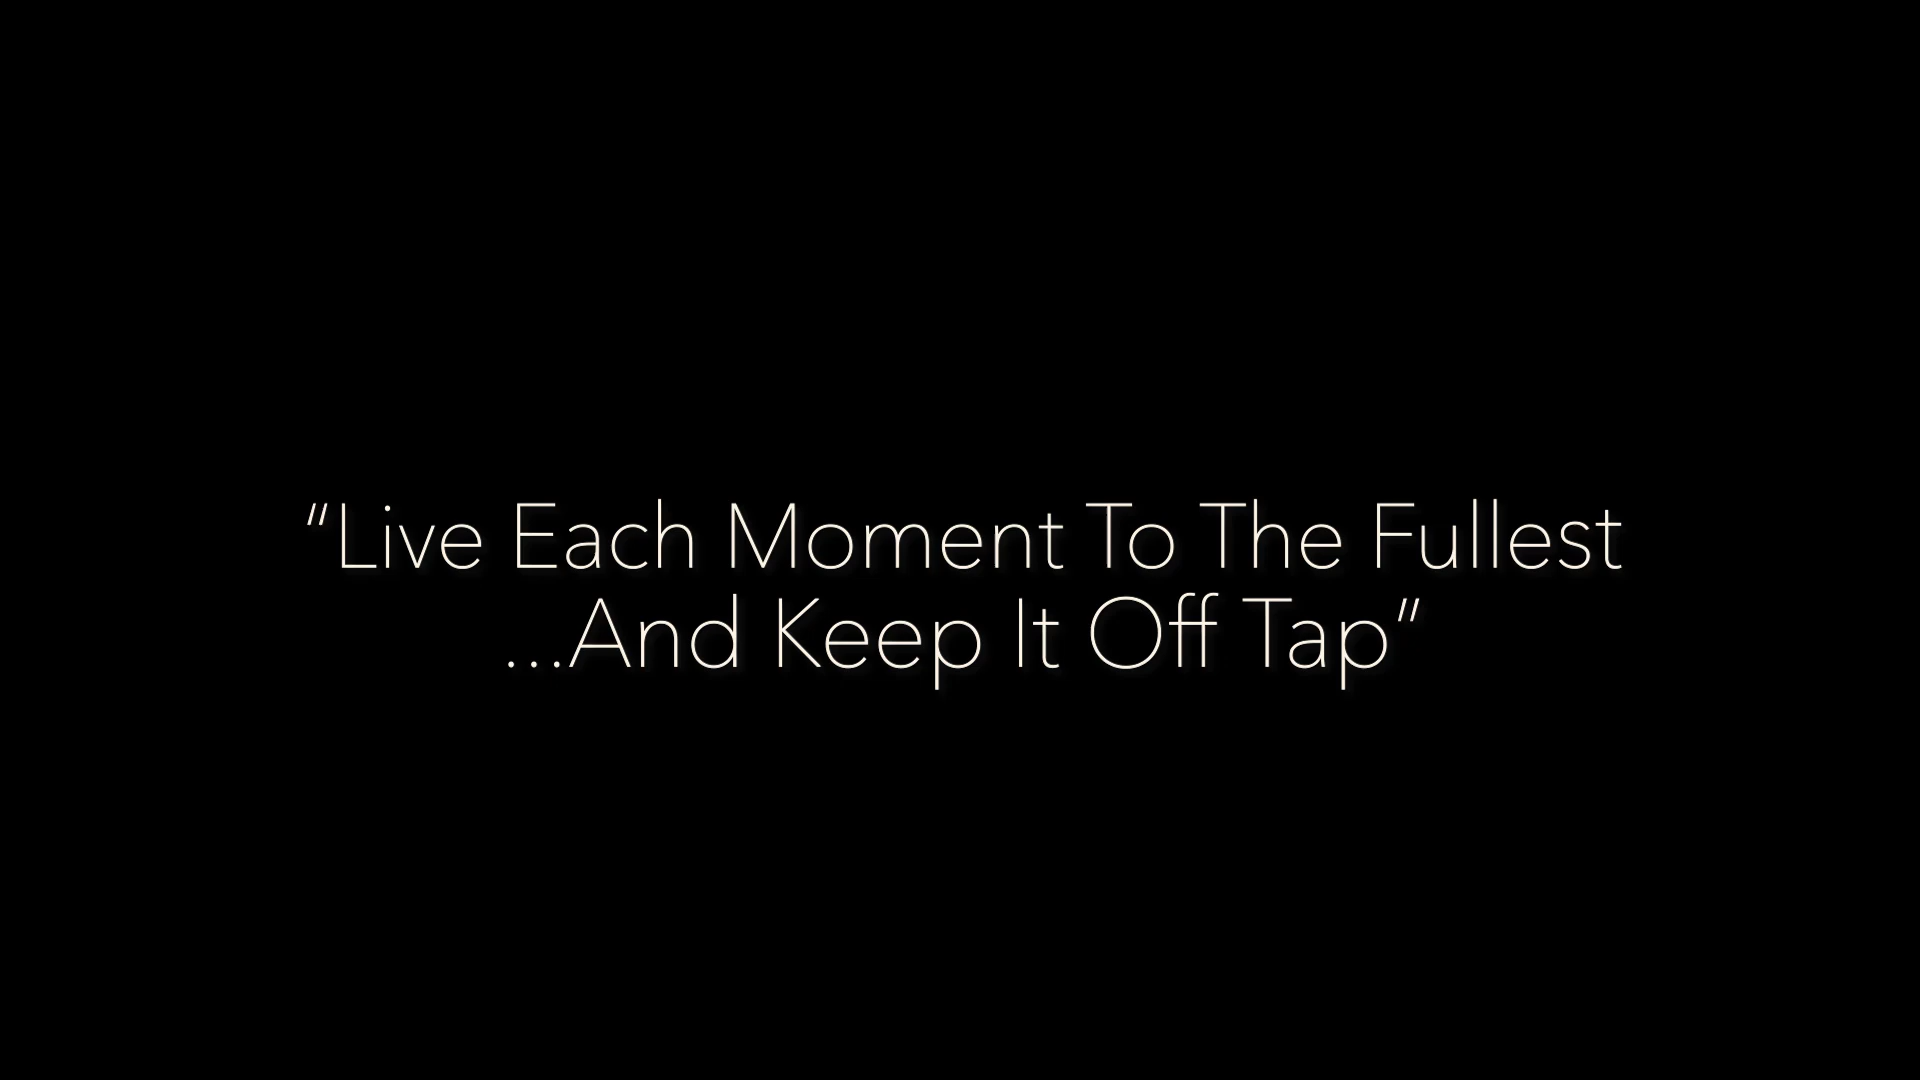 “Live Each Moment To The Fullest
...And Keep It Off Tap”